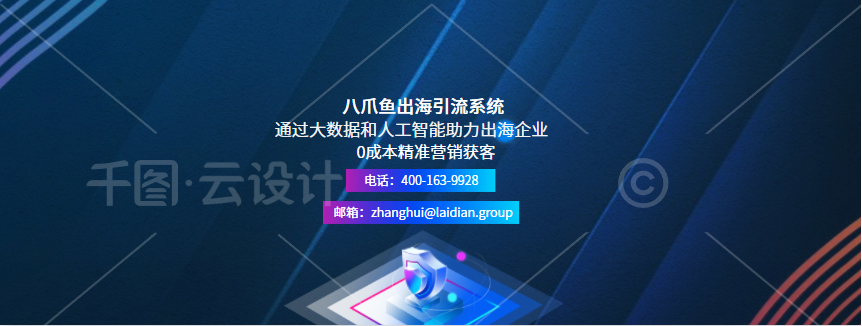 八爪鱼出海引流系统
通过大数据和人工智能助力出海企业
0成本精准营销获客
千图·云设计
©
电话：400-163-9928
邮箱：zhanghui@laidian.group